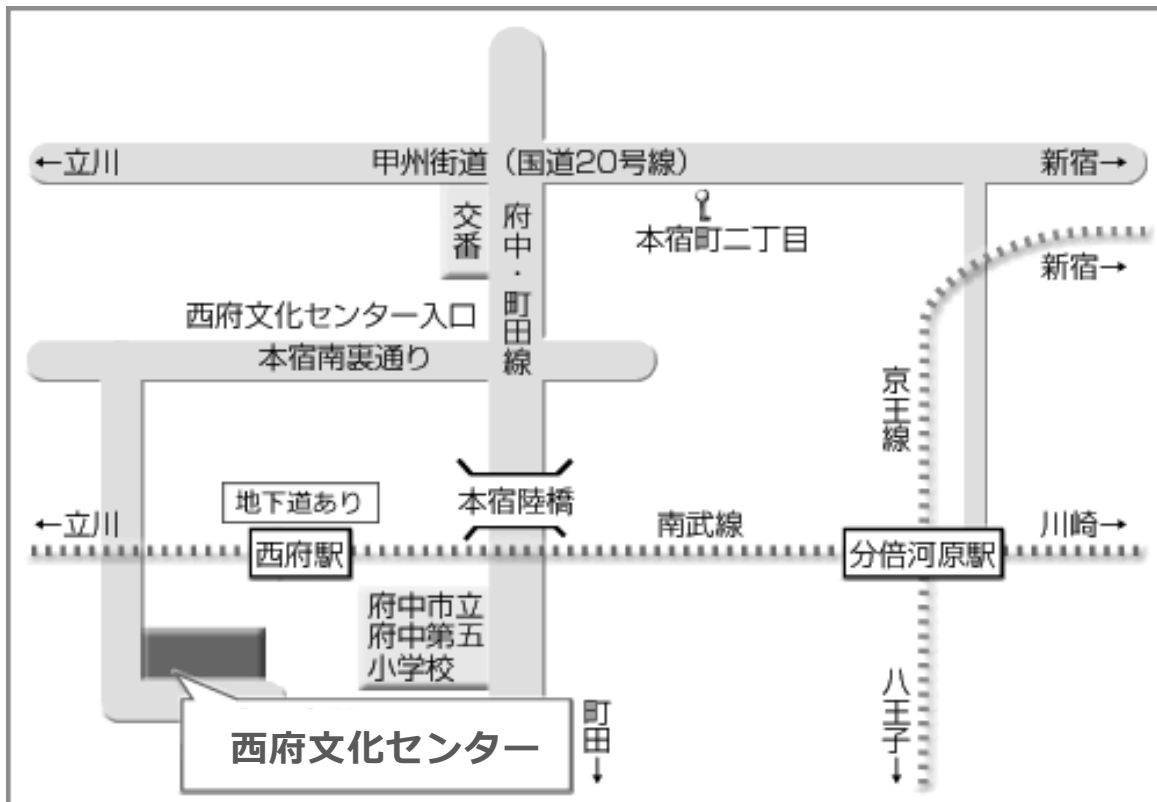 ←立川
甲州街道（国道20号線）
新宿→
交番
府中・町田線
本宿町二丁目
新宿→
西府文化センター入口
本宿南裏通り
京王線
地下道あり
本宿陸橋
←立川
南武線
川崎→
西府駅
分倍河原駅
府中市立
府中第五
小学校
西府文化センター
町田→
八王子→